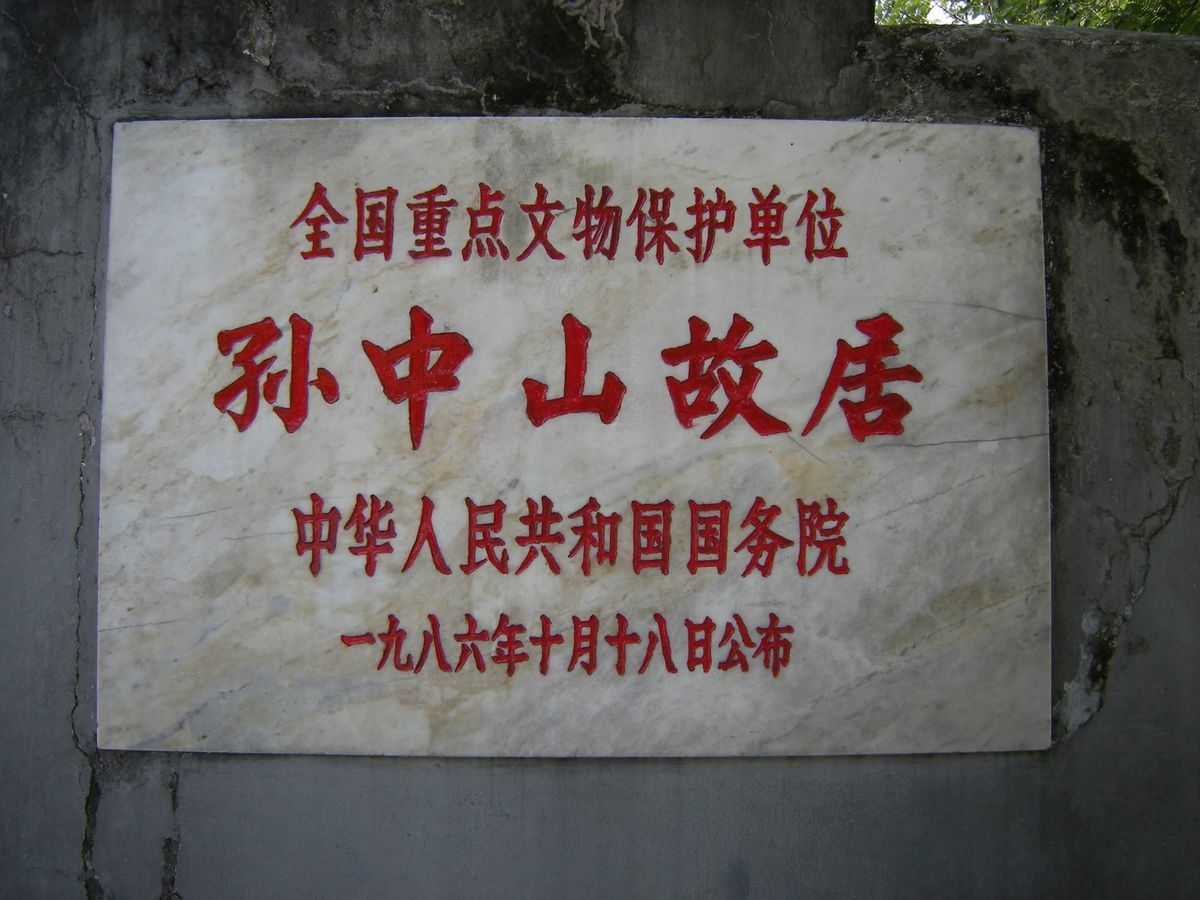 全国重点文物保护单位
孙中山故居
中华人民共和国国务院
一九八六年十月十八日公布